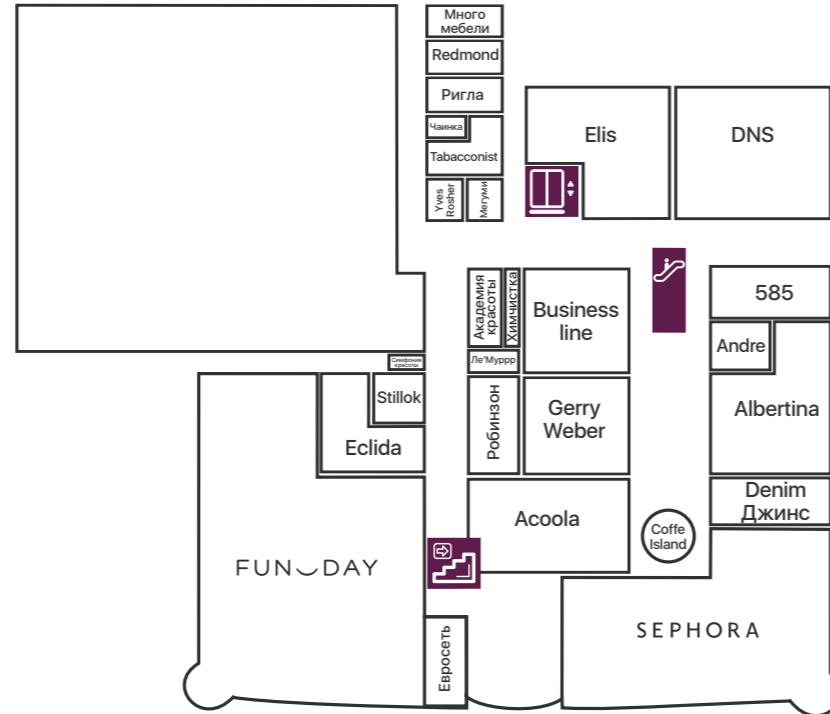 Много
мебели
Redmond
Ригла
Чаинка
Tabacconist
Yves
Rosher
Мегуми
Elis
DNS
Академия
красоты
Химчистка
Business
line
585
Andre
Симфония
красоты
Ле'Муррр
Stillok
Робинзон
Gerry
Weber
Albertina
Eclida
Denim
Джинс
Acoola
Coffe
Island
FUN DAY
SEPHORA
Евросеть